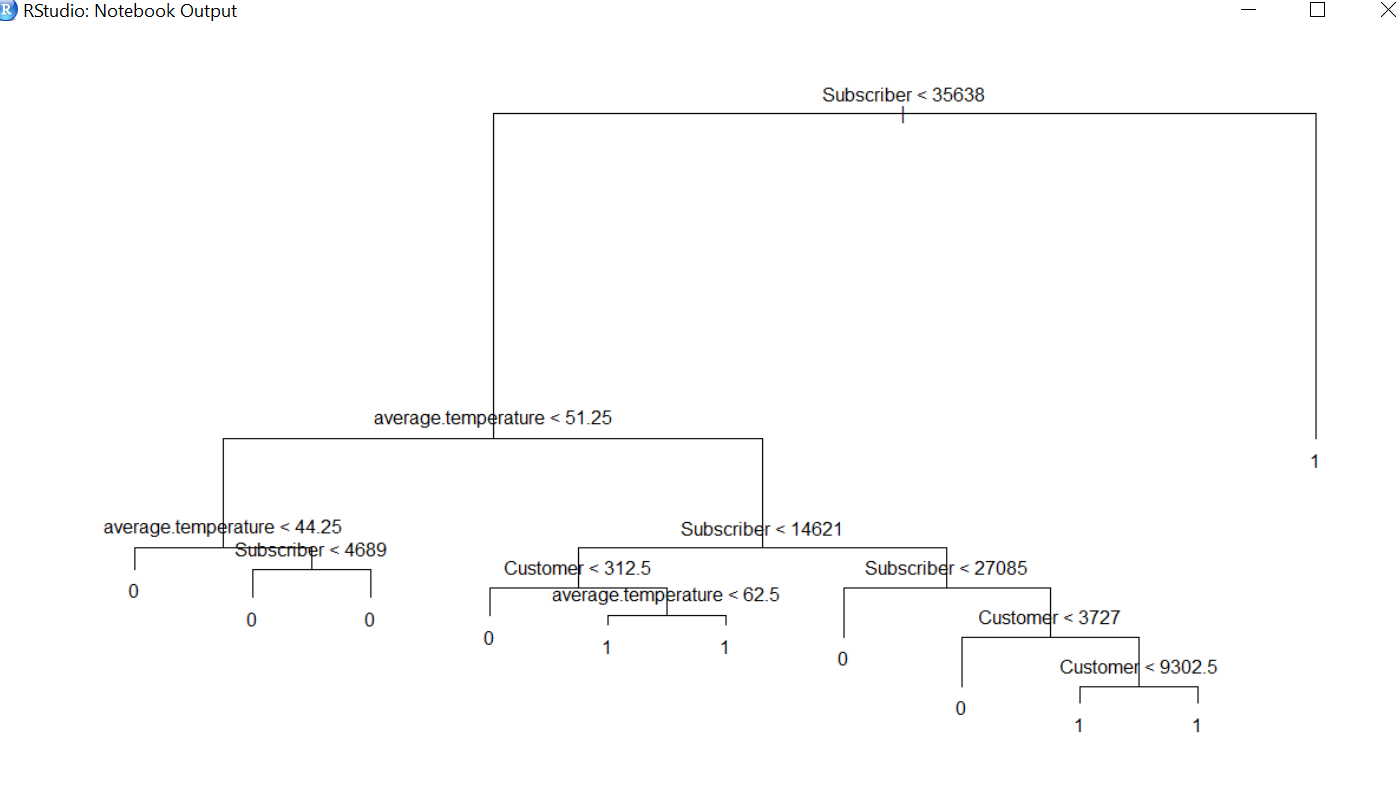 R RStudio: Notebook Output
Subscriber < 35638
average.temperature < 51.25
1
average.temperature < 44.25
Subscriber < 14621
Subscriber < 4689
Customer < 312.5
Subscriber < 27085
0
average.temperature < 62.5
0
0
Customer < 3727
0
1
1
0
Customer < 9302.5
0
1
1